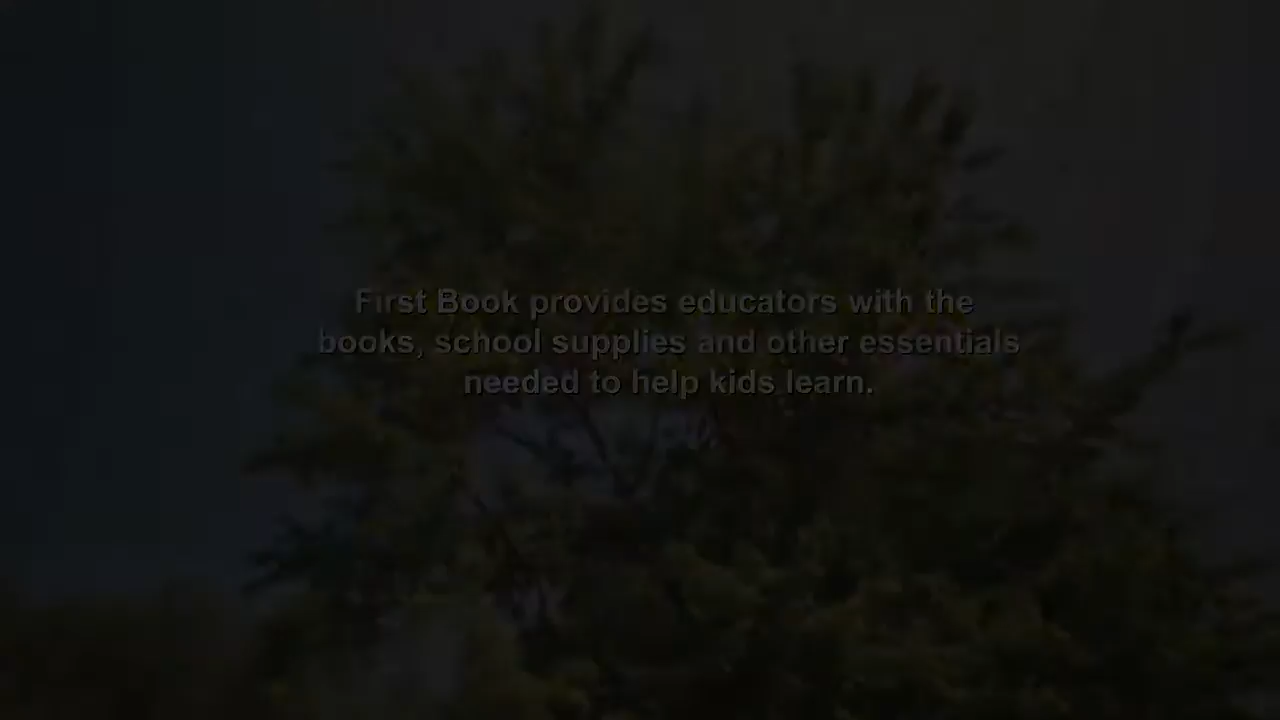 First Book provides educators with the
books, school supplies and other essentials
needed to help kids learn.